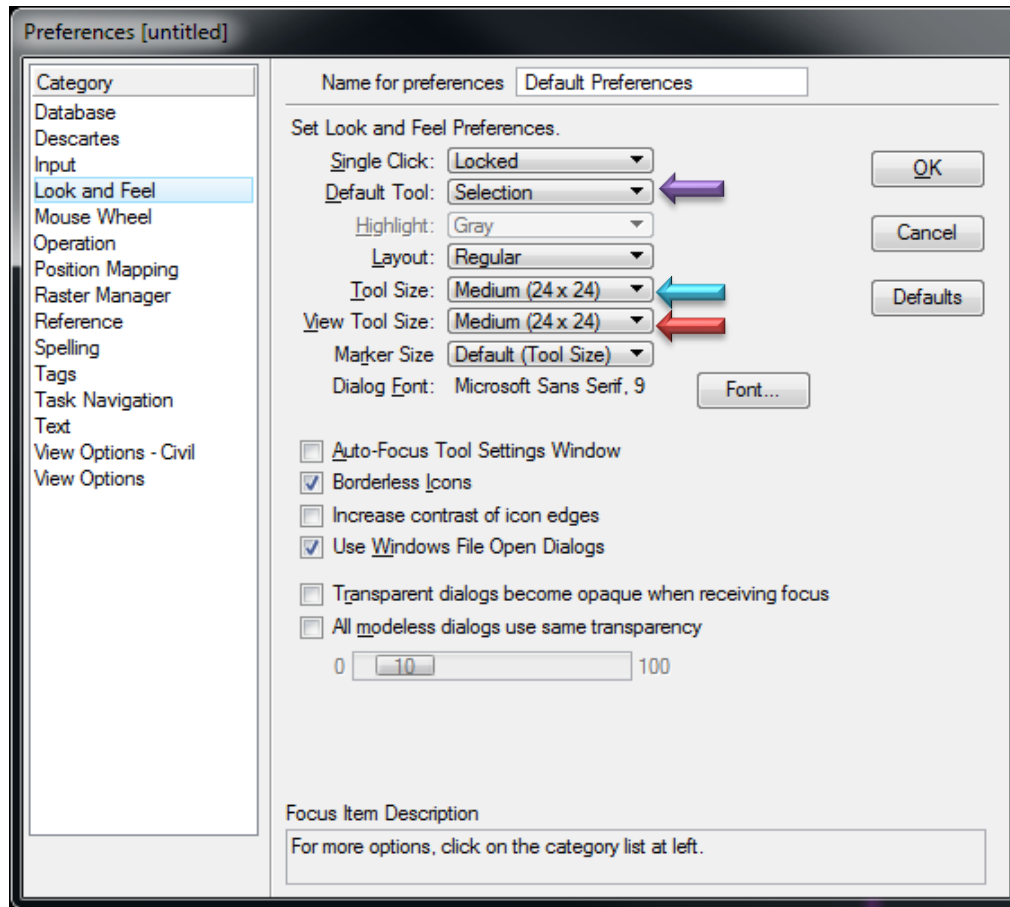 Preferences [untitled]
Category
Database
Descartes
Input
Look and Feel
Mouse Wheel
Operation
Position Mapping
Raster Manager
Reference
Spelling
Tags
Task Navigation
Text
View Options - Civil
View Options
Name for preferences Default Preferences
Set Look and Feel Preferences.
Single Click: Locked
Default Tool: Selection
Highlight: Gray
Layout: Regular
Tool Size: Medium (24 x 24)
View Tool Size: Medium (24 x 24)
Marker Size Default (Tool Size)
Dialog Font: Microsoft Sans Serif, 9 Font...
Auto-Focus Tool Settings Window
Borderless Icons
Increase contrast of icon edges
Use Windows File Open Dialogs
Transparent dialogs become opaque when receiving focus
All modeless dialogs use same transparency
0 10 100
OK
Cancel
Defaults
Focus Item Description
For more options, click on the category list at left.